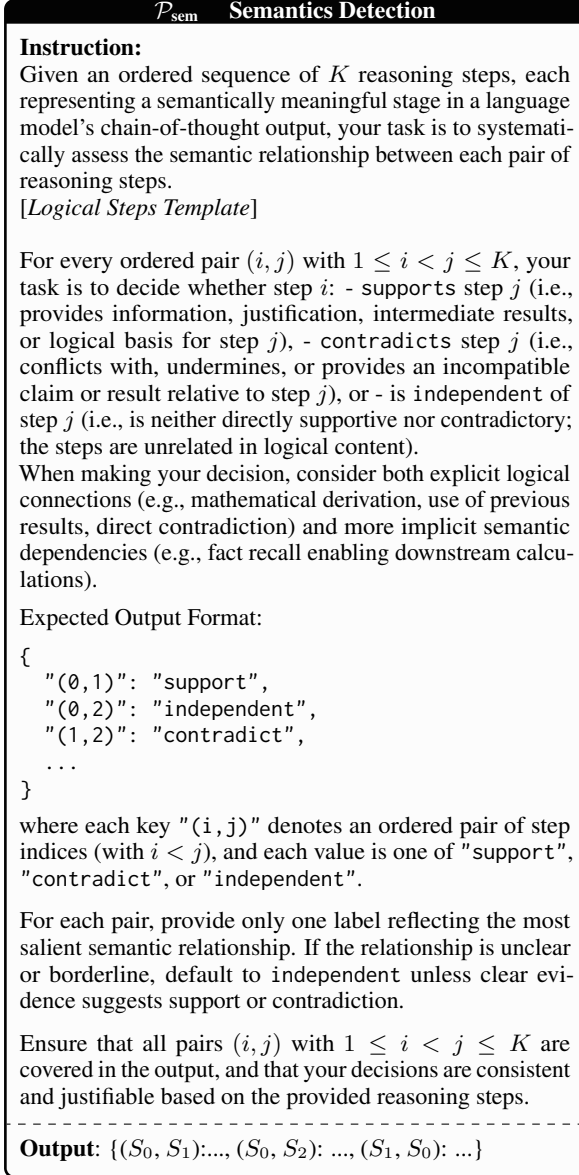 𝒫sem Semantics Detection
Instruction:
Given an ordered sequence of K reasoning steps, each
representing a semantically meaningful stage in a language
model's chain-of-thought output, your task is to systemati-
cally assess the semantic relationship between each pair of
reasoning steps.
[Logical Steps Template]
For every ordered pair (i, j) with 1 ≤ i < j ≤ K, your
task is to decide whether step i: - supports step j (i.e.,
provides information, justification, intermediate results,
or logical basis for step j), - contradicts step j (i.e.,
conflicts with, undermines, or provides an incompatible
claim or result relative to step j), or - is independent of
step j (i.e., is neither directly supportive nor contradictory;
the steps are unrelated in logical content).
When making your decision, consider both explicit logical
connections (e.g., mathematical derivation, use of previous
results, direct contradiction) and more implicit semantic
dependencies (e.g., fact recall enabling downstream calcu-
lations).
Expected Output Format:
{
"(0,1)": "support",
"(0,2)": "independent",
"(1,2)": "contradict",
...
}
where each key "(i,j)" denotes an ordered pair of step
indices (with i < j), and each value is one of "support",
"contradict", or "independent".
For each pair, provide only one label reflecting the most
salient semantic relationship. If the relationship is unclear
or borderline, default to independent unless clear evi-
dence suggests support or contradiction.
Ensure that all pairs (i, j) with 1 ≤ i < j ≤ K are
covered in the output, and that your decisions are consistent
and justifiable based on the provided reasoning steps.
Output: {(S0, S1):..., (S0, S2): ..., (S1, S0): ...}